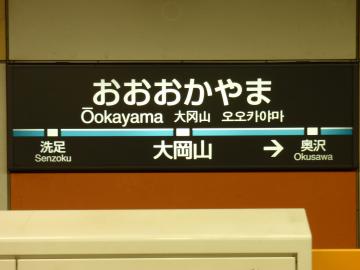 おおおかやま
Ōokayama 大冈山 오오카야마
洗足 大岡山 → 奥沢
Senzoku Okusawa